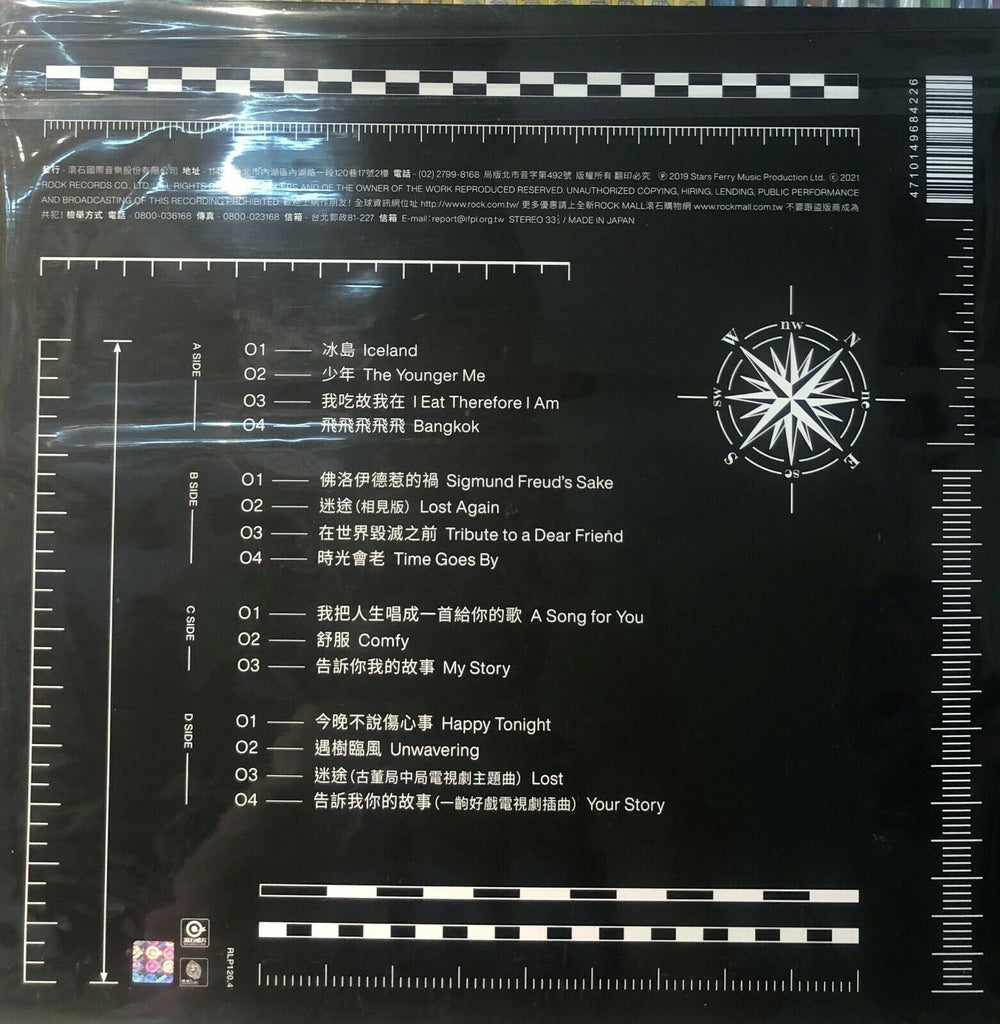 4710149684226
發行 - 滾石國際音樂股份有限公司 地址 - 114 台北市內湖區內湖路一段120巷17號2樓 電話 - (02) 2799-8168 局版北市音字第492號 版權所有 翻印必究 Ⓟ 2019 Stars Ferry Music Production Ltd. © 2021
ROCK RECORDS CO., LTD. ALL RIGHTS OF AND OF THE OWNER OF THE WORK REPRODUCED RESERVED. UNAUTHORIZED COPYING, HIRING, LENDING, PUBLIC PERFORMANCE
AND BROADCASTING OF THIS RECORDING PROHIBITED. 歡迎上網作朋友! 全球資訊網位址 http://www.rock.com.tw/ 更多優惠請上全新ROCK MALL滾石購物網 www.rockmall.com.tw 不要跟盜版商成為
共犯! 檢舉方式 電話 - 0800-036168 傳真 - 0800-023168 信箱 - 台北郵政81-227 信箱 E-mail:report@ifpi.org.tw STEREO 33⅓ / MADE IN JAPAN
A SIDE
01 冰島 Iceland
02 少年 The Younger Me
03 我吃故我在 I Eat Therefore I Am
04 飛飛飛飛飛 Bangkok
nw
W N
sw ne
S E
se
B SIDE
01 佛洛伊德惹的禍 Sigmund Freud's Sake
02 迷途(相見版) Lost Again
03 在世界毀滅之前 Tribute to a Dear Friend
04 時光會老 Time Goes By
C SIDE
01 我把人生唱成一首給你的歌 A Song for You
02 舒服 Comfy
03 告訴你我的故事 My Story
D SIDE
01 今晚不說傷心事 Happy Tonight
02 遇樹臨風 Unwavering
03 迷途(古董局中局電視劇主題曲) Lost
04 告訴我你的故事(一齣好戲電視劇插曲) Your Story
滾石唱片
RLP120.4